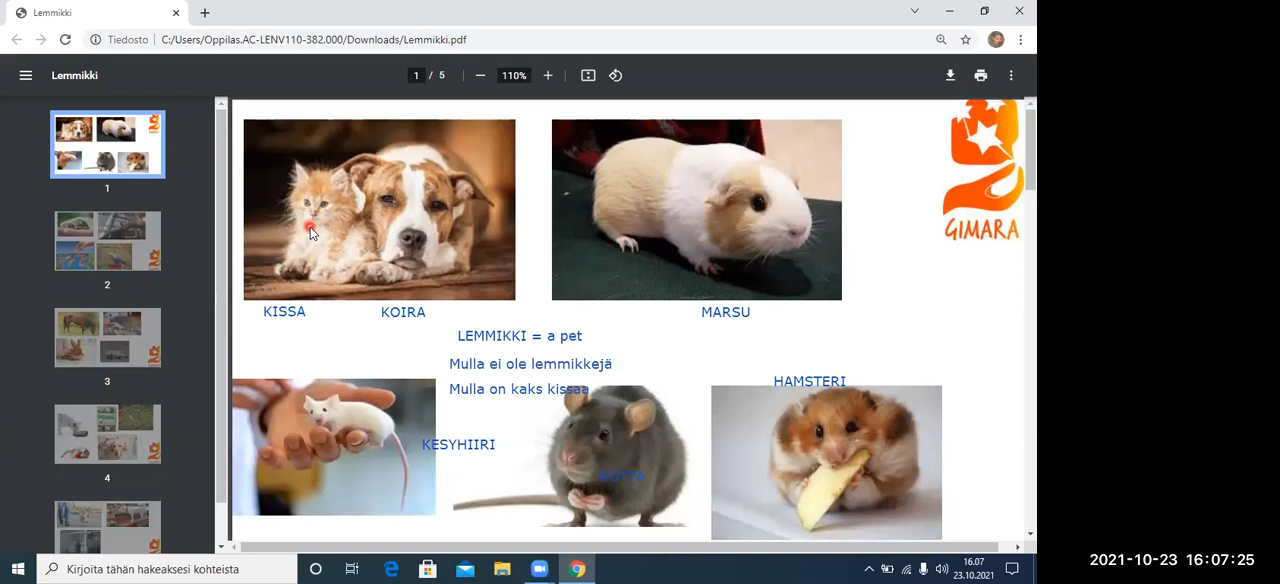 Lemmikki
Tiedosto
C:/Users/Oppilas.AC-LENV110-382.000/Downloads/Lemmikki.pdf
Lemmikki
1 / 5
110%
1
2
3
4
GIMARA
KISSA
KOIRA
MARSU
LEMMIKKI = a pet
Mulla ei ole lemmikkejä
Mulla on kaks kissaa
HAMSTERI
KESYHIIRI
ROTTA
Kirjoita tähän hakeaksesi kohteista
16.07
23.10.2021
2021-10-23 16:07:25